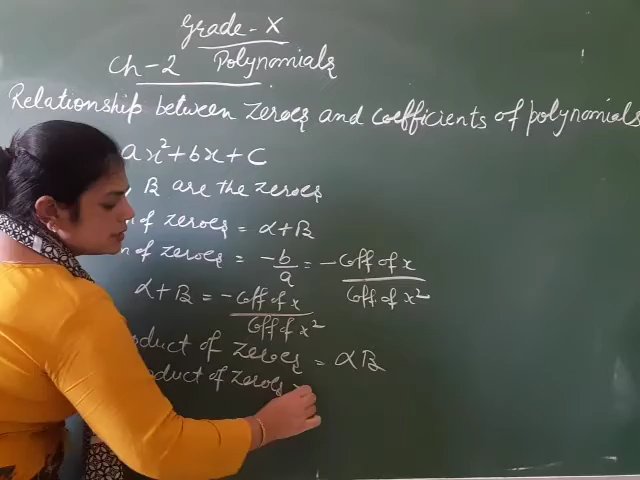 Grade - X
Ch-2 Polynomials
Relationship between zeroes and coefficients of polynomials
ax²+bx+c
β are the zeroes
of zeroes = α+β
of zeroes = -b/a = -Coff of x/Coff of x²
α+β = -Coff of x/Coff of x²
oduct of zeroes = αβ
oduct of zeroes